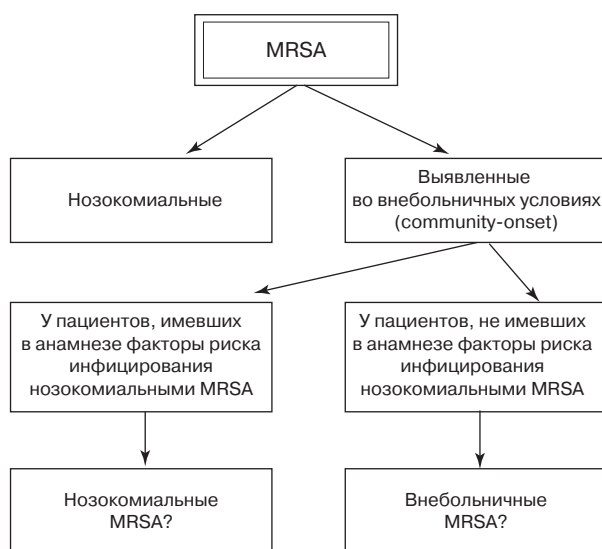 MRSA
Нозокомиальные
Выявленные
во внебольничных условиях
(community-onset)
У пациентов, имевших
в анамнезе факторы риска
инфицирования
нозокомиальными MRSA
У пациентов, не имевших
в анамнезе факторы риска
инфицирования
нозокомиальными MRSA
Нозокомиальные
MRSA?
Внебольничные
MRSA?